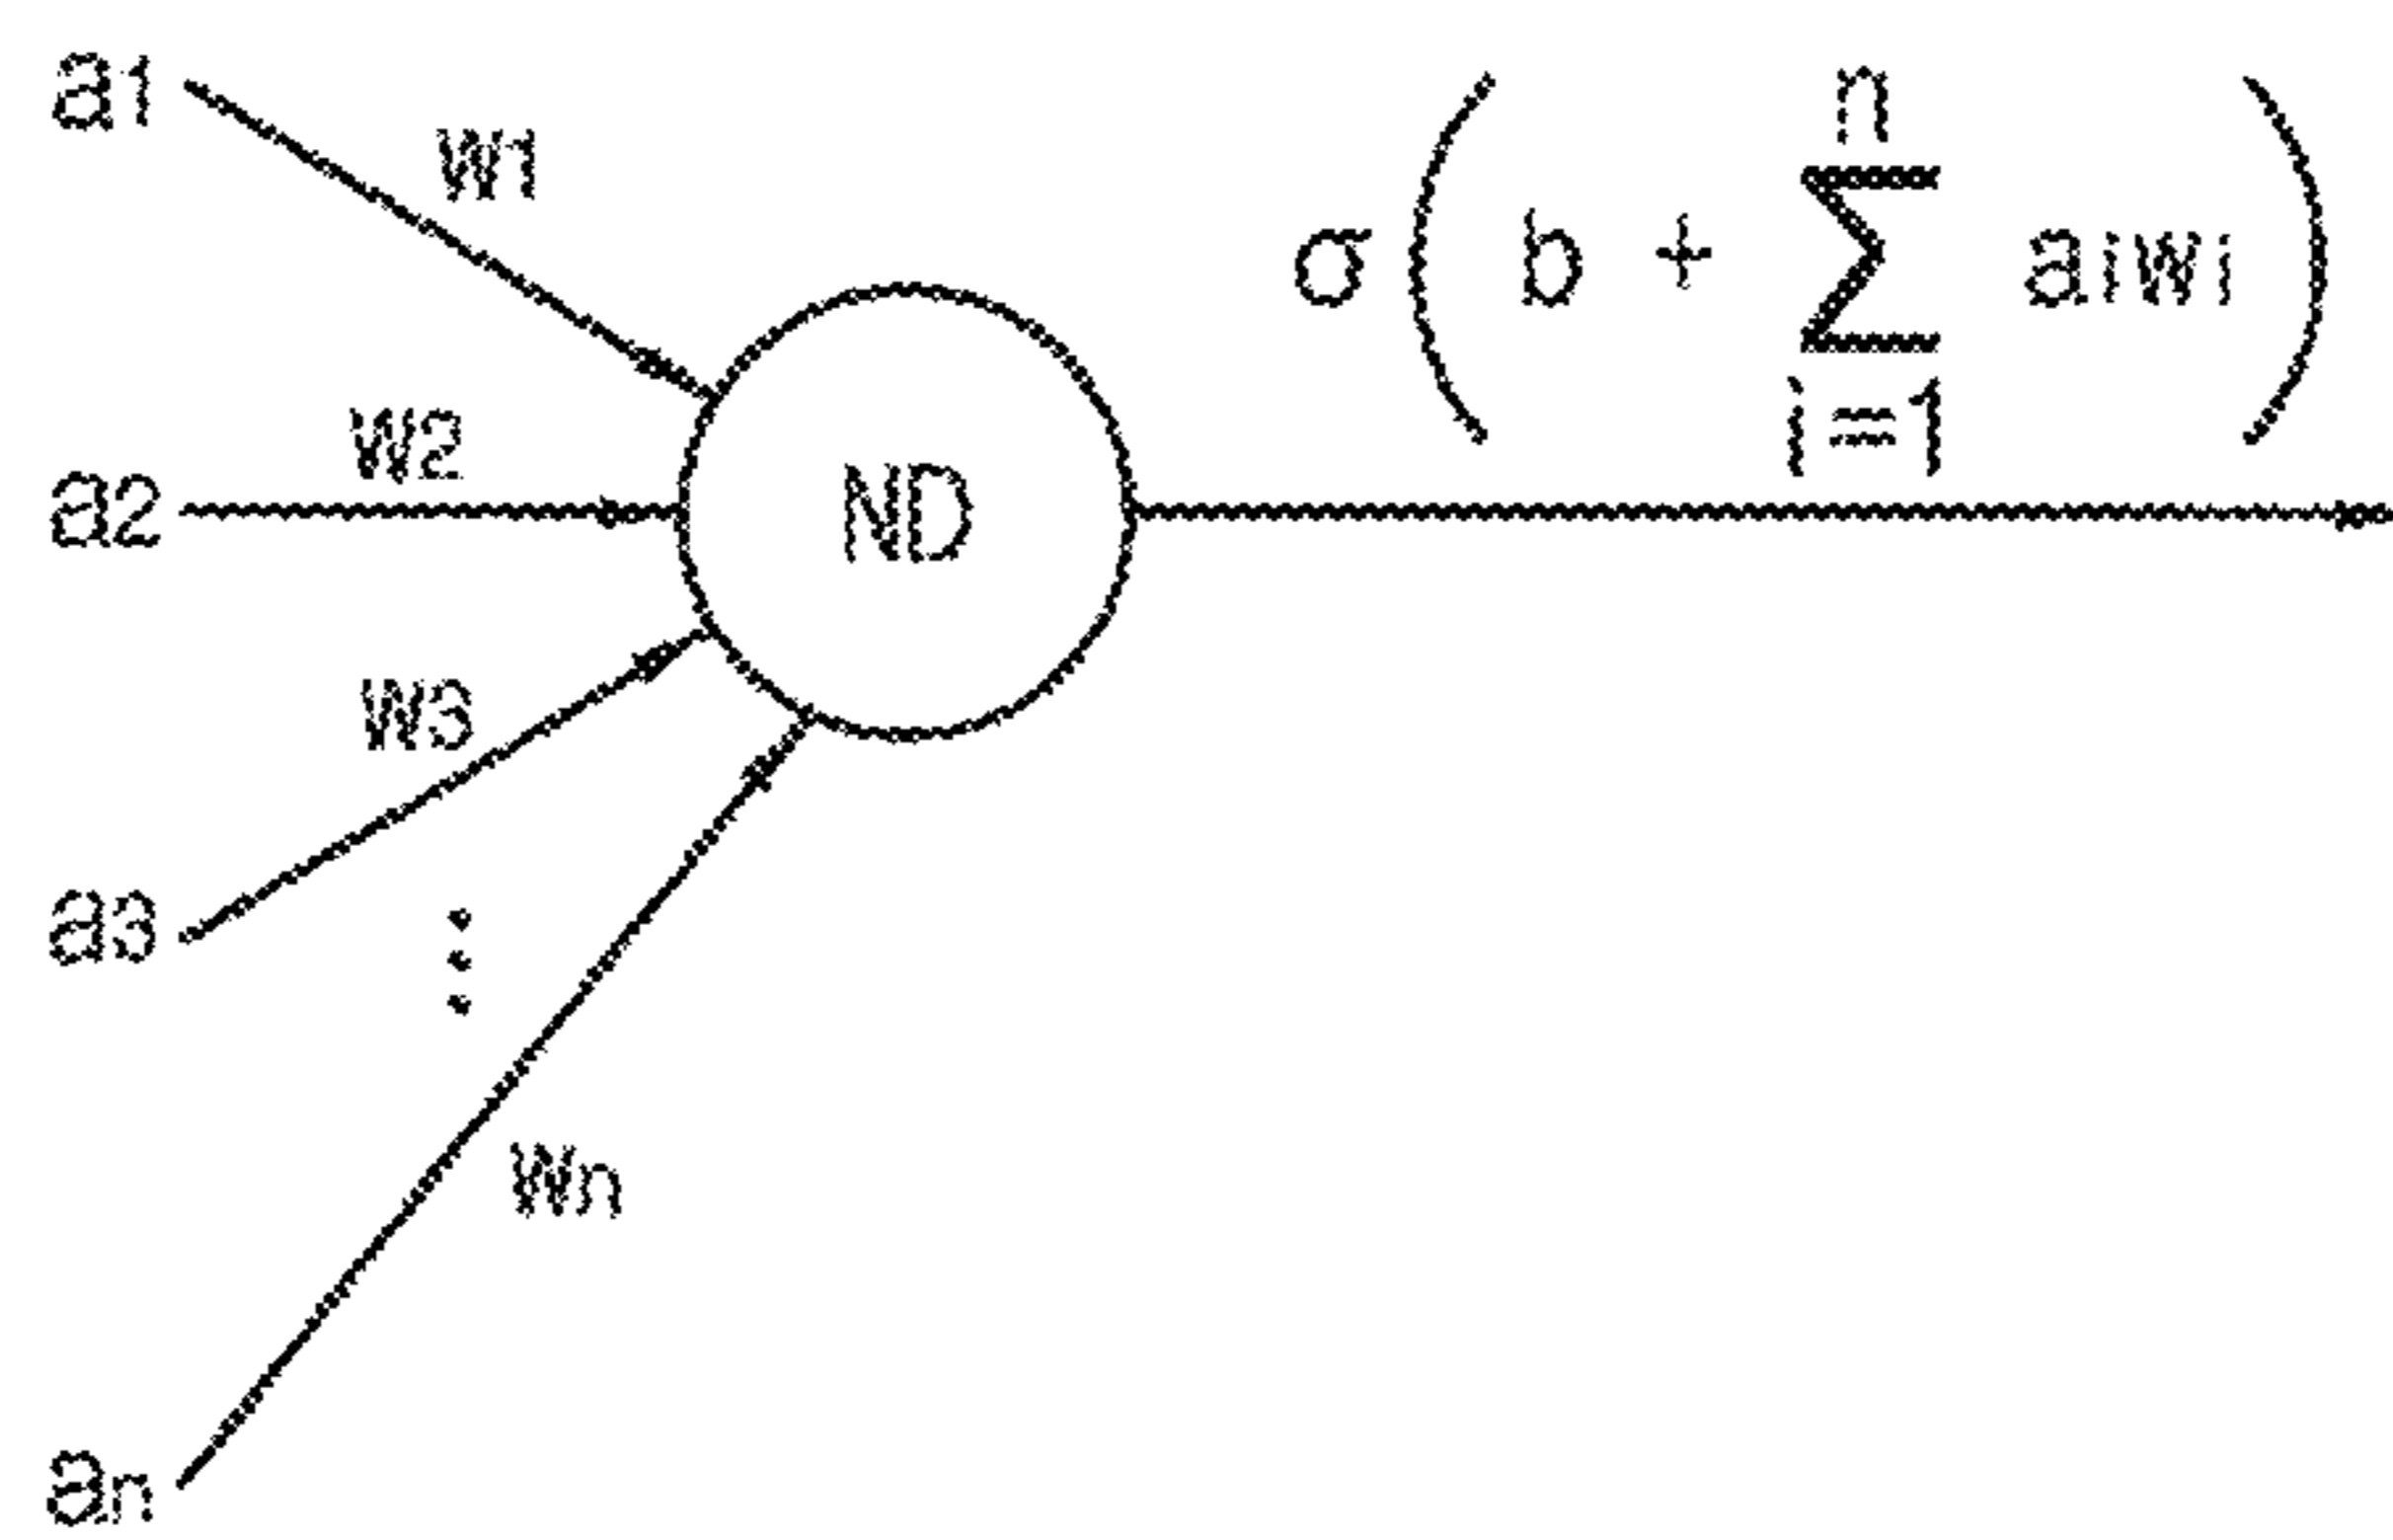 a1
W1
σ( b + n∑i=1 aiwi )
W2
a2
ND
W3
a3
Wn
an